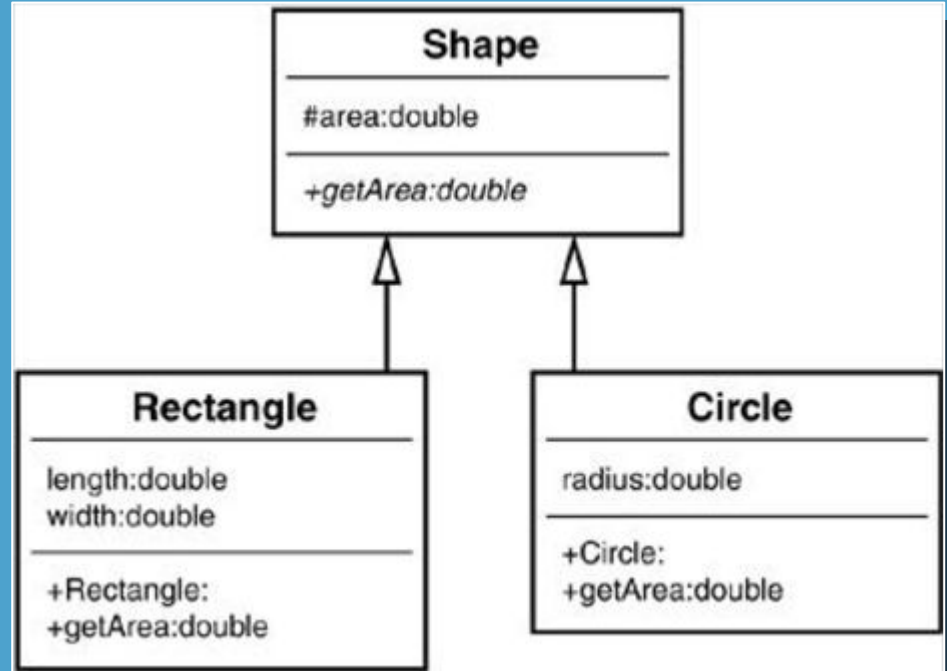 Shape
#area:double
+getArea:double
Rectangle
length:double
width:double
+Rectangle:
+getArea:double
Circle
radius:double
+Circle:
+getArea:double